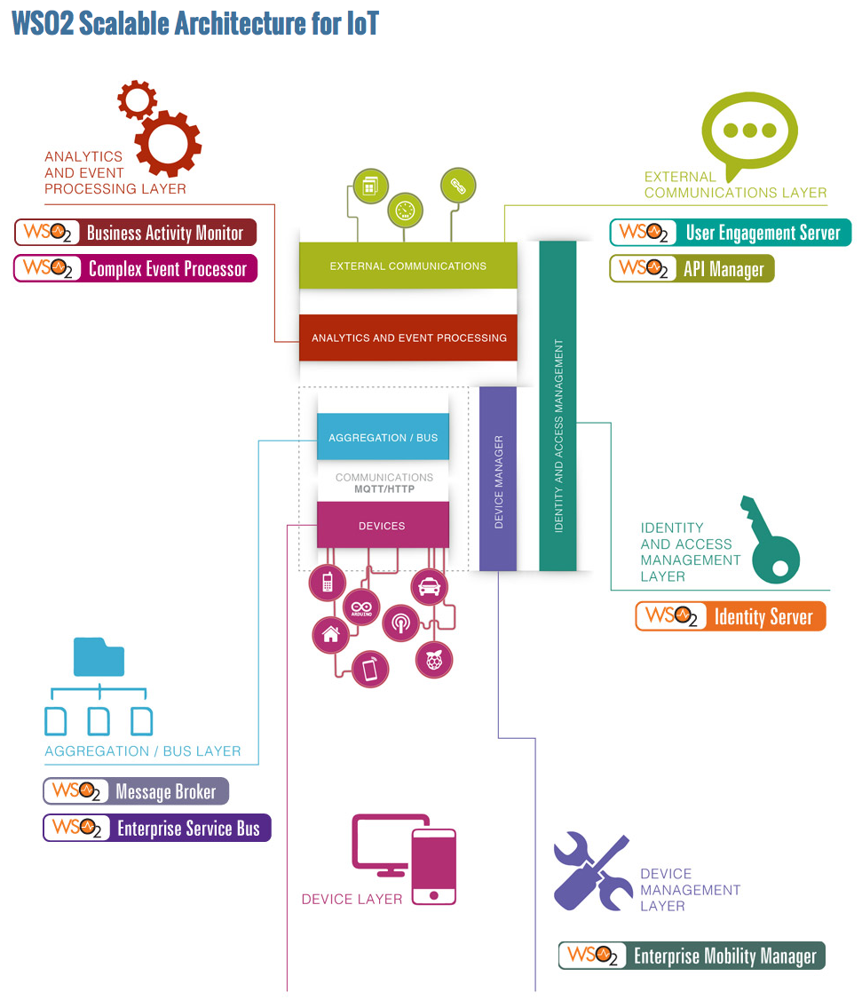 WSO2 Scalable Architecture for IoT
ANALYTICS
AND EVENT
PROCESSING LAYER
WSO2 Business Activity Monitor
WSO2 Complex Event Processor
EXTERNAL
COMMUNICATIONS LAYER
WSO2 User Engagement Server
WSO2 API Manager
EXTERNAL COMMUNICATIONS
ANALYTICS AND EVENT PROCESSING
AGGREGATION / BUS
COMMUNICATIONS
MQTT/HTTP
DEVICES
DEVICE MANAGER
IDENTITY AND ACCESS MANAGEMENT
ARDUINO
IDENTITY
AND ACCESS
MANAGEMENT
LAYER
WSO2 Identity Server
AGGREGATION / BUS LAYER
WSO2 Message Broker
WSO2 Enterprise Service Bus
DEVICE LAYER
DEVICE
MANAGEMENT
LAYER
WSO2 Enterprise Mobility Manager